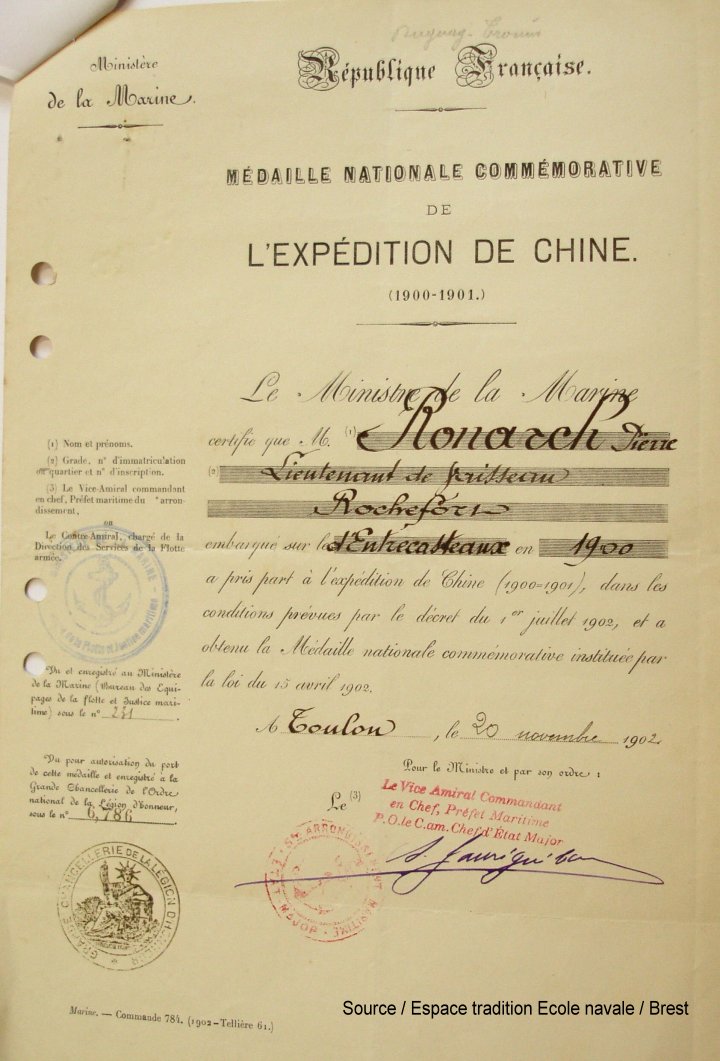 Duguay-Trouin
Ministère
de la Marine.
République Française.
MÉDAILLE NATIONALE COMMÉMORATIVE
DE
L'EXPÉDITION DE CHINE.
(1900-1901.)
Le Ministre de la Marine
certifie que M. (1) Ronarch Pierre
(2) Lieutenant de Vaisseau
Rochefort
embarqué sur le d'Entrecasteaux en 1900
a pris part à l'expédition de Chine (1900-1901), dans les
conditions prévues par le décret du 1er juillet 1902, et a
obtenu la Médaille nationale commémorative instituée par
la loi du 15 avril 1902.
A Toulon, le 20 novembre 1902
Pour le Ministre et par son ordre :
Le (3)
Le Vice Amiral Commandant
en Chef, Préfet Maritime
P.O. le C.am. Chef d'État Major
(1) Nom et prénoms.
(2) Grade, n° d'immatriculation
ou quartier et n° d'inscription.
(3) Le Vice-Amiral commandant
en chef, Préfet maritime du arron-
dissement,
ou
Le Contre-Amiral, chargé de la
Direction des Services de la Flotte
armée.
Vu et enregistré au Ministère
de la Marine (Bureau des Équi-
pages de la flotte et Justice mari-
time) sous le n° 231
Vu pour autorisation du port
de cette médaille et enregistré à la
Grande Chancellerie de l'Ordre
national de la Légion d'Honneur,
sous le n° 6,786
GRANDE CHANCELLERIE DE LA LÉGION D'HONNEUR
Marine. — Commande 784. (1902 - Tellière 61.)
Source / Espace tradition Ecole navale / Brest